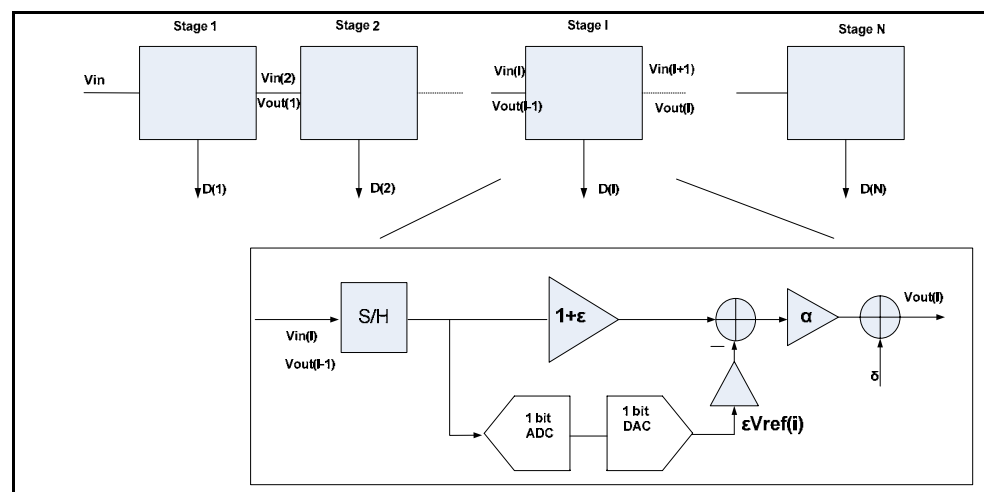 Stage 1
Stage 2
Stage I
Stage N
Vin
Vin(2)
Vout(1)
Vin(I)
Vout(I-1)
Vin(I+1)
Vout(I)
D(1)
D(2)
D(I)
D(N)
S/H
1+ε
α
Vout(I)
Vin(I)
Vout(I-1)
—
δ
1 bit
ADC
1 bit
DAC
εVref(i)